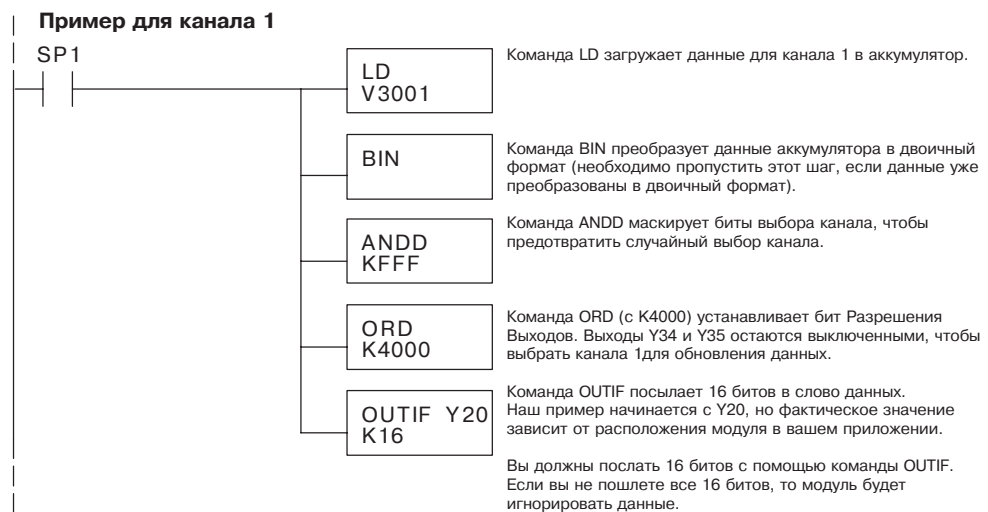 Пример для канала 1
SP1
LD
V3001
Команда LD загружает данные для канала 1 в аккумулятор.
BIN
Команда BIN преобразует данные аккумулятора в двоичный
формат (необходимо пропустить этот шаг, если данные уже
преобразованы в двоичный формат).
ANDD
KFFF
Команда ANDD маскирует биты выбора канала, чтобы
предотвратить случайный выбор канала.
ORD
K4000
Команда ORD (с K4000) устанавливает бит Разрешения
Выходов. Выходы Y34 и Y35 остаются выключенными, чтобы
выбрать канала 1для обновления данных.
OUTIF Y20
K16
Команда OUTIF посылает 16 битов в слово данных.
Наш пример начинается с Y20, но фактическое значение
зависит от расположения модуля в вашем приложении.
Вы должны послать 16 битов с помощью команды OUTIF.
Если вы не пошлете все 16 битов, то модуль будет
игнорировать данные.